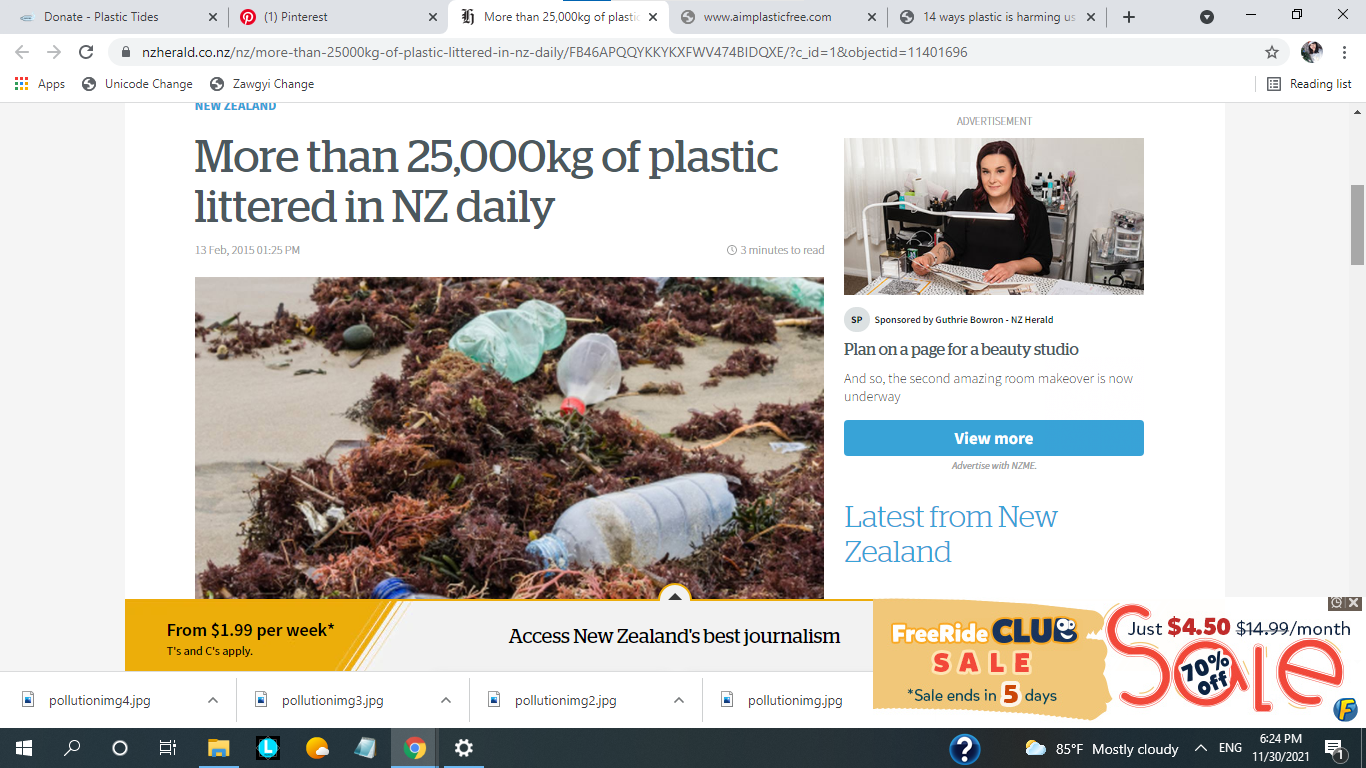 Donate - Plastic Tides
(1) Pinterest
More than 25,000kg of plastic
www.aimplasticfree.com
14 ways plastic is harming us
nzherald.co.nz/nz/more-than-25000kg-of-plastic-littered-in-nz-daily/FB46APQQYKKYKXFWV474BIDQXE/?c_id=1&objectid=11401696
Apps
Unicode Change
Zawgyi Change
Reading list
NEW ZEALAND
More than 25,000kg of plastic
littered in NZ daily
13 Feb, 2015 01:25 PM
3 minutes to read
ADVERTISEMENT
SP Sponsored by Guthrie Bowron - NZ Herald
Plan on a page for a beauty studio
And so, the second amazing room makeover is now
underway
View more
Advertise with NZME.
Latest from New
Zealand
From $1.99 per week*
T's and C's apply.
Access New Zealand's best journalism
FreeRide CLUB
SALE
*Sale ends in 5 days
Just $4.50 $14.99/month
Sale
70%
Off
F
pollutionimg4.jpg
pollutionimg3.jpg
pollutionimg2.jpg
pollutionimg.jpg
L
?
85°F Mostly cloudy
ENG
6:24 PM
11/30/2021
1